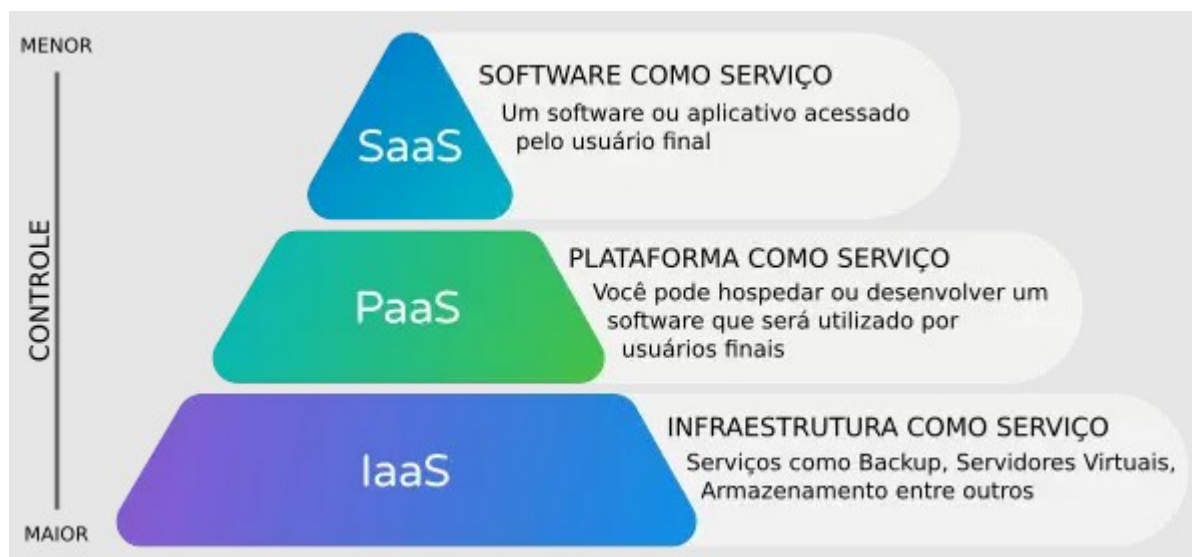 MENOR
CONTROLE
MAIOR
SaaS
SOFTWARE COMO SERVIÇO
Um software ou aplicativo acessado
pelo usuário final
PaaS
PLATAFORMA COMO SERVIÇO
Você pode hospedar ou desenvolver um
software que será utilizado por
usuários finais
IaaS
INFRAESTRUTURA COMO SERVIÇO
Serviços como Backup, Servidores Virtuais,
Armazenamento entre outros